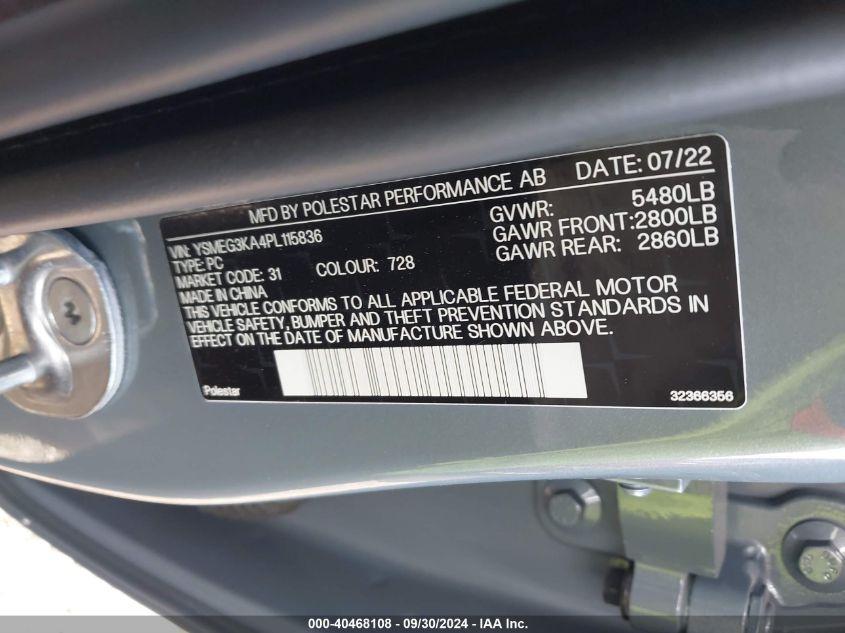 MFD BY POLESTAR PERFORMANCE AB DATE: 07/22
VIN: YSMEG3KA4PL115836
TYPE: PC
MARKET CODE: 31 COLOUR: 728
MADE IN CHINA
GVWR: 5480LB
GAWR FRONT:2800LB
GAWR REAR: 2860LB
THIS VEHICLE CONFORMS TO ALL APPLICABLE FEDERAL MOTOR
VEHICLE SAFETY, BUMPER AND THEFT PREVENTION STANDARDS IN
EFFECT ON THE DATE OF MANUFACTURE SHOWN ABOVE.
Polestar
32366356
000-40468108 - 09/30/2024 - IAA Inc.